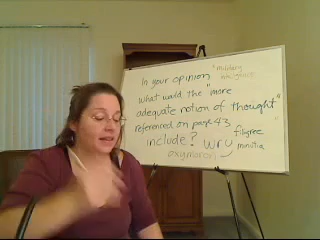 In your opinion
"military
intelligence"
what would the "more
adequate notion of thought"
referenced on page 43
include?
wru
filigree
minutia
oxymoron